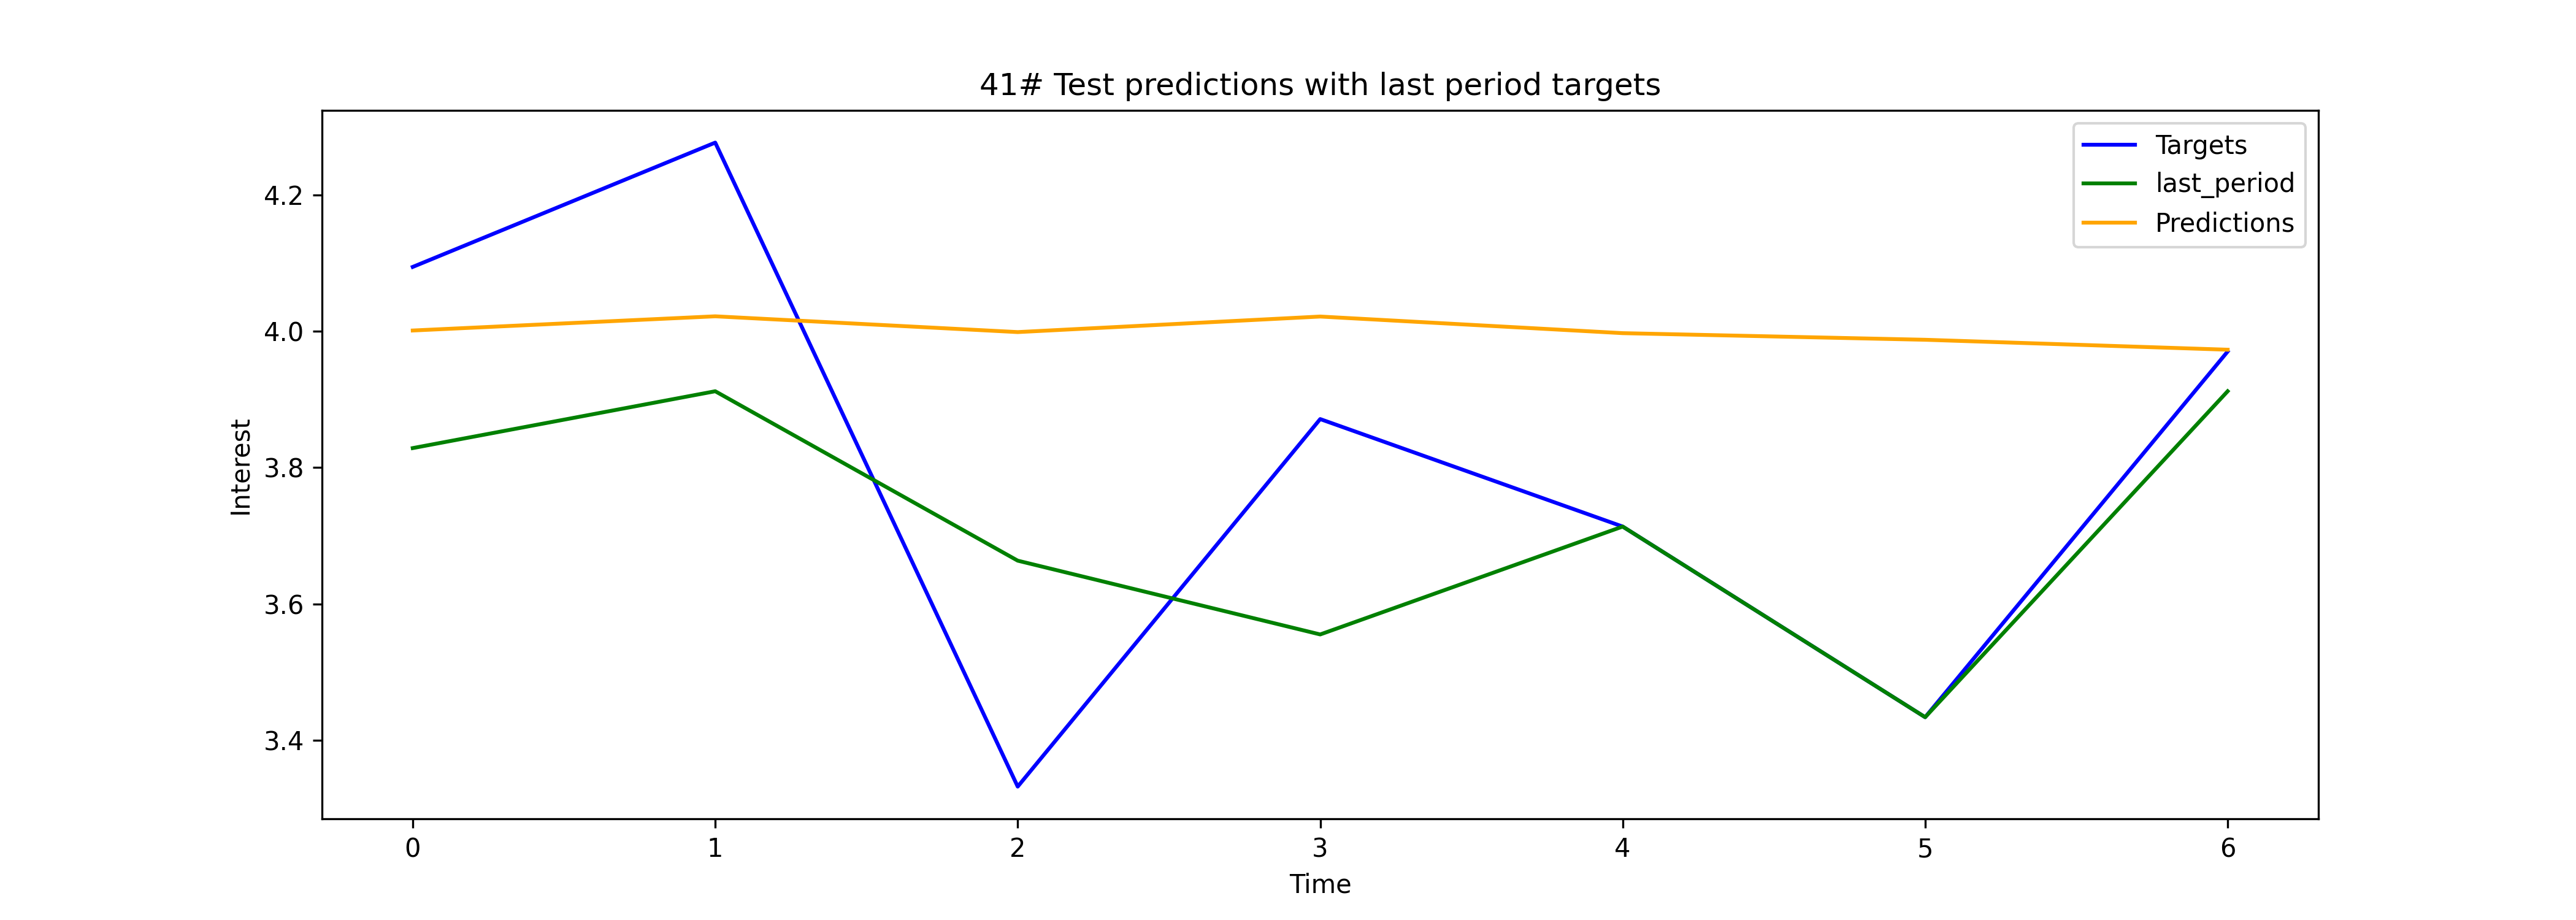 41# Test predictions with last period targets
Targets
last_period
Predictions
4.2
4.0
3.8
3.6
3.4
Interest
0 1 2 3 4 5 6
Time